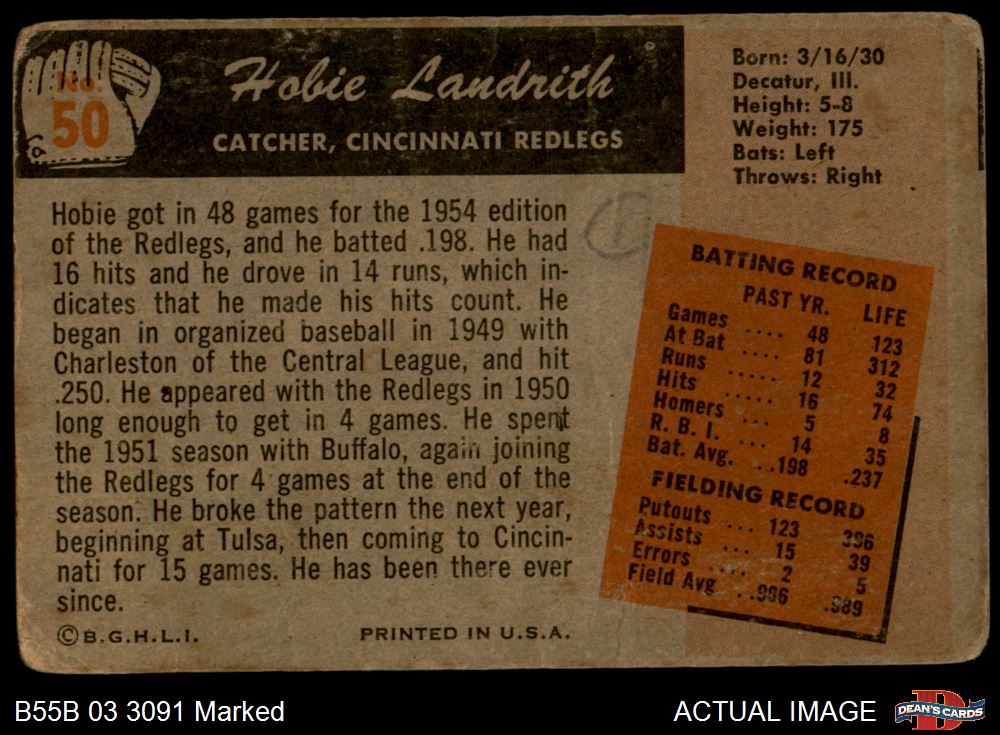 No.
50
Hobie Landrith
CATCHER, CINCINNATI REDLEGS
Born: 3/16/30
Decatur, Ill.
Height: 5-8
Weight: 175
Bats: Left
Throws: Right
Hobie got in 48 games for the 1954 edition
of the Redlegs, and he batted .198. He had
16 hits and he drove in 14 runs, which in-
dicates that he made his hits count. He
began in organized baseball in 1949 with
Charleston of the Central League, and hit
.250. He appeared with the Redlegs in 1950
long enough to get in 4 games. He spent
the 1951 season with Buffalo, again joining
the Redlegs for 4 games at the end of the
season. He broke the pattern the next year,
beginning at Tulsa, then coming to Cincin-
nati for 15 games. He has been there ever
since.
©B.G.H.L.I. PRINTED IN U.S.A.
1
BATTING RECORD
PAST YR. LIFE
Games .... 48 123
At Bat .... 81 312
Runs ..... 12 32
Hits ..... 16 74
Homers ... 5 8
R. B. I. ... 14 35
Bat. Avg. . .198 .237
FIELDING RECORD
Putouts ... 123 396
Assists ... 15 39
Errors .... 2 5
Field Avg . .986 .989
B55B 03 3091 Marked
ACTUAL IMAGE
D
DEAN'S CARDS